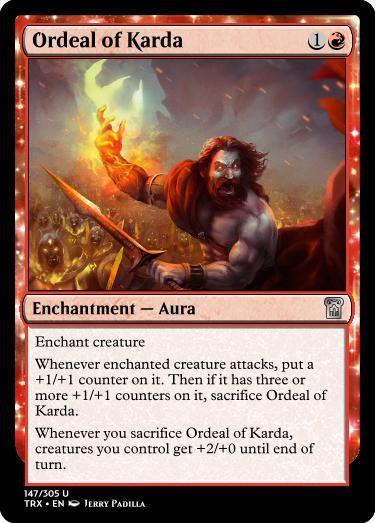 Ordeal of Karda 1
Enchantment — Aura
Enchant creature
Whenever enchanted creature attacks, put a
+1/+1 counter on it. Then if it has three or
more +1/+1 counters on it, sacrifice Ordeal of
Karda.
Whenever you sacrifice Ordeal of Karda,
creatures you control get +2/+0 until end of
turn.
147/305 U
TRX • EN Jerry Padilla